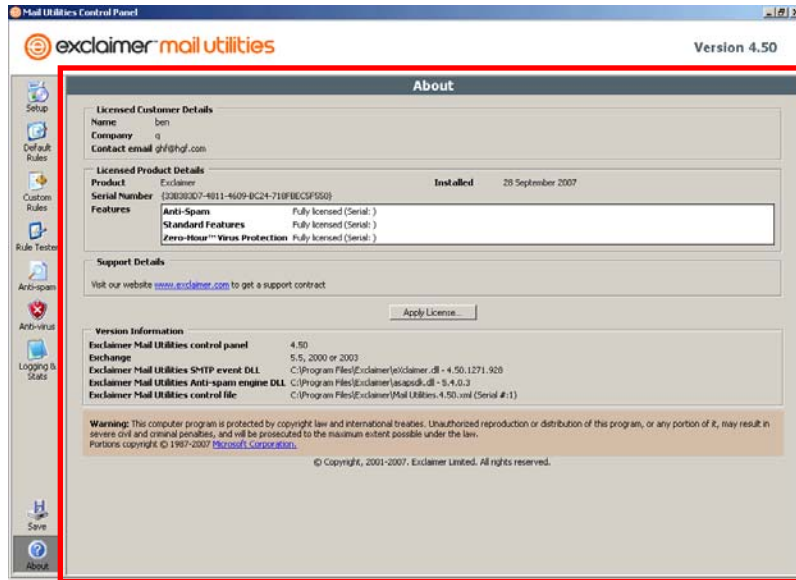 Mail Utilities Control Panel
exclaimer mail utilities
Version 4.50
Setup
Default Rules
Custom Rules
Rule Tester
Anti-spam
Anti-virus
Logging & Stats
Save
About
About
Licensed Customer Details
Name ben
Company q
Contact email ghf@hgf.com
Licensed Product Details
Product Exclaimer Installed 28 September 2007
Serial Number
Features Anti-Spam Fully licensed (Serial: )
Standard Features Fully licensed (Serial: )
Zero-Hour™ Virus Protection Fully licensed (Serial: )
Support Details
Visit our website www.exclaimer.com to get a support contract
Apply License...
Version Information
Exclaimer Mail Utilities control panel 4.50
Exchange 5.5, 2000 or 2003
Exclaimer Mail Utilities SMTP event DLL C:\Program Files\Exclaimer\eXclaimer.dll - 4.50.1271.928
Exclaimer Mail Utilities Anti-spam engine DLL C:\Program Files\Exclaimer\asapsdk.dll - 5.4.0.3
Exclaimer Mail Utilities control file C:\Program Files\Exclaimer\Mail Utilities.4.50.xml (Serial #:1)
Warning: This computer program is protected by copyright law and international treaties. Unauthorized reproduction or distribution of this program, or any portion of it, may result in
severe civil and criminal penalties, and will be prosecuted to the maximum extent possible under the law.
Portions copyright © 1987-2007 Microsoft Corporation.
© Copyright, 2001-2007. Exclaimer Limited. All rights reserved.